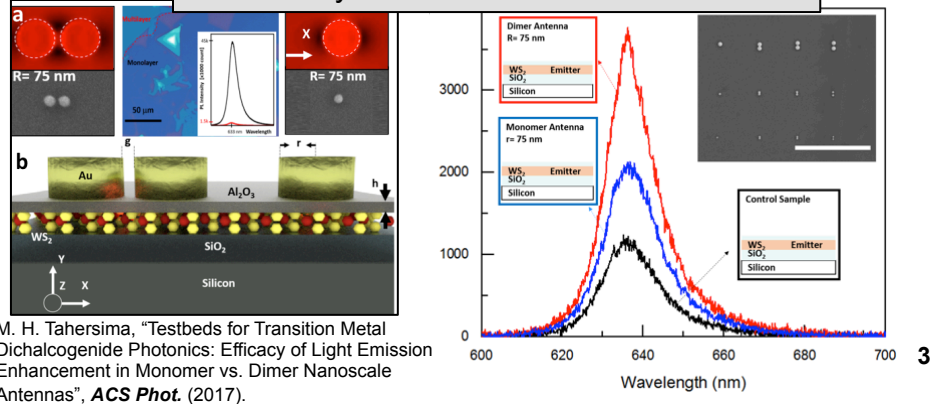 a
Multilayer
Monolayer
50 µm
PL Intensity [x1000 count]
Wavelength
X
R= 75 nm
R= 75 nm
b
g
r
h
Au
Al₂O₃
WS₂
SiO₂
Silicon
Y
Z X
M. H. Tahersima, “Testbeds for Transition Metal
Dichalcogenide Photonics: Efficacy of Light Emission
Enhancement in Monomer vs. Dimer Nanoscale
Antennas”, ACS Phot. (2017).
3000
2000
1000
0
Dimer Antenna
R= 75 nm
WS₂ Emitter
SiO₂
Silicon
Monomer Antenna
r= 75 nm
WS₂ Emitter
SiO₂
Silicon
Control Sample
WS₂ Emitter
SiO₂
Silicon
600 620 640 660 680 700
Wavelength (nm)
3